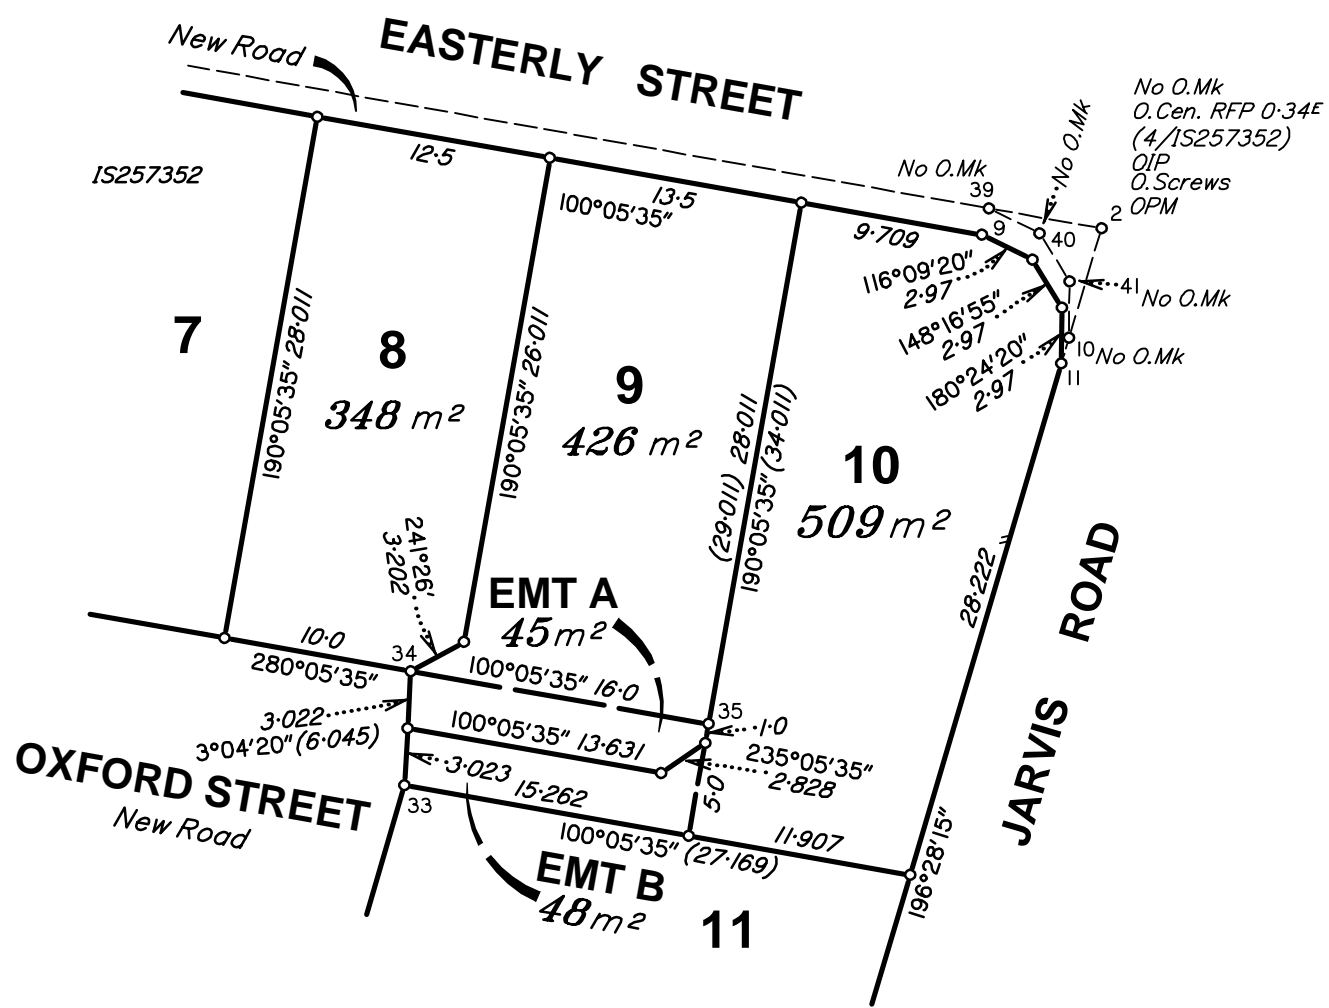 EASTERLY STREET
New Road
No O.Mk
O.Cen. RFP 0·34E
(4/IS257352)
OIP
O.Screws
OPM
No O.Mk
No O.Mk
39
2
40
9
41
No O.Mk
10
No O.Mk
11
IS257352
12·5
13·5
100°05'35"
9·709
116°09'20"
2·97
148°16'55"
2·97
180°24'20"
2·97
7
8
348 m²
9
426 m²
10
509 m²
190°05'35" 28·011
190°05'35" 26·011
(29·011) 28·011
190°05'35" (34·011)
28·222
JARVIS ROAD
196°28'15"
241°26'
3·202
EMT A
45 m²
10·0
280°05'35"
34
100°05'35" 16·0
35
1·0
3·022
3°04'20" (6·045)
100°05'35" 13·631
235°05'35"
2·828
OXFORD STREET
New Road
3·023
33
15·262
5·0
100°05'35" (27·169)
11·907
EMT B
48 m²
11